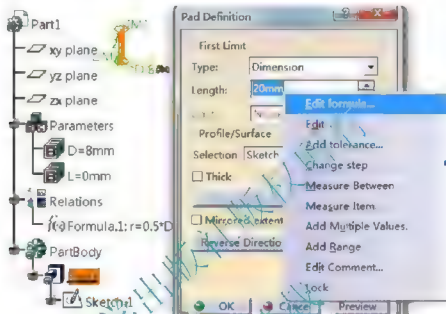 Part1
xy plane
yz plane
zx plane
Parameters
D=8mm
L=0mm
Relations
Formula.1: r=0.5*D
PartBody
Sketch.1
Pad Definition
First Limit
Type: Dimension
Length: 20mm
Profile/Surface
Selection Sketch
Thick
Mirrored extent
Reverse Directio
OK Cancel Preview
Edit formula...
Edit...
Add tolerance...
Change step
Measure Between
Measure Item
Add Multiple Values.
Add Range
Edit Comment...
Lock